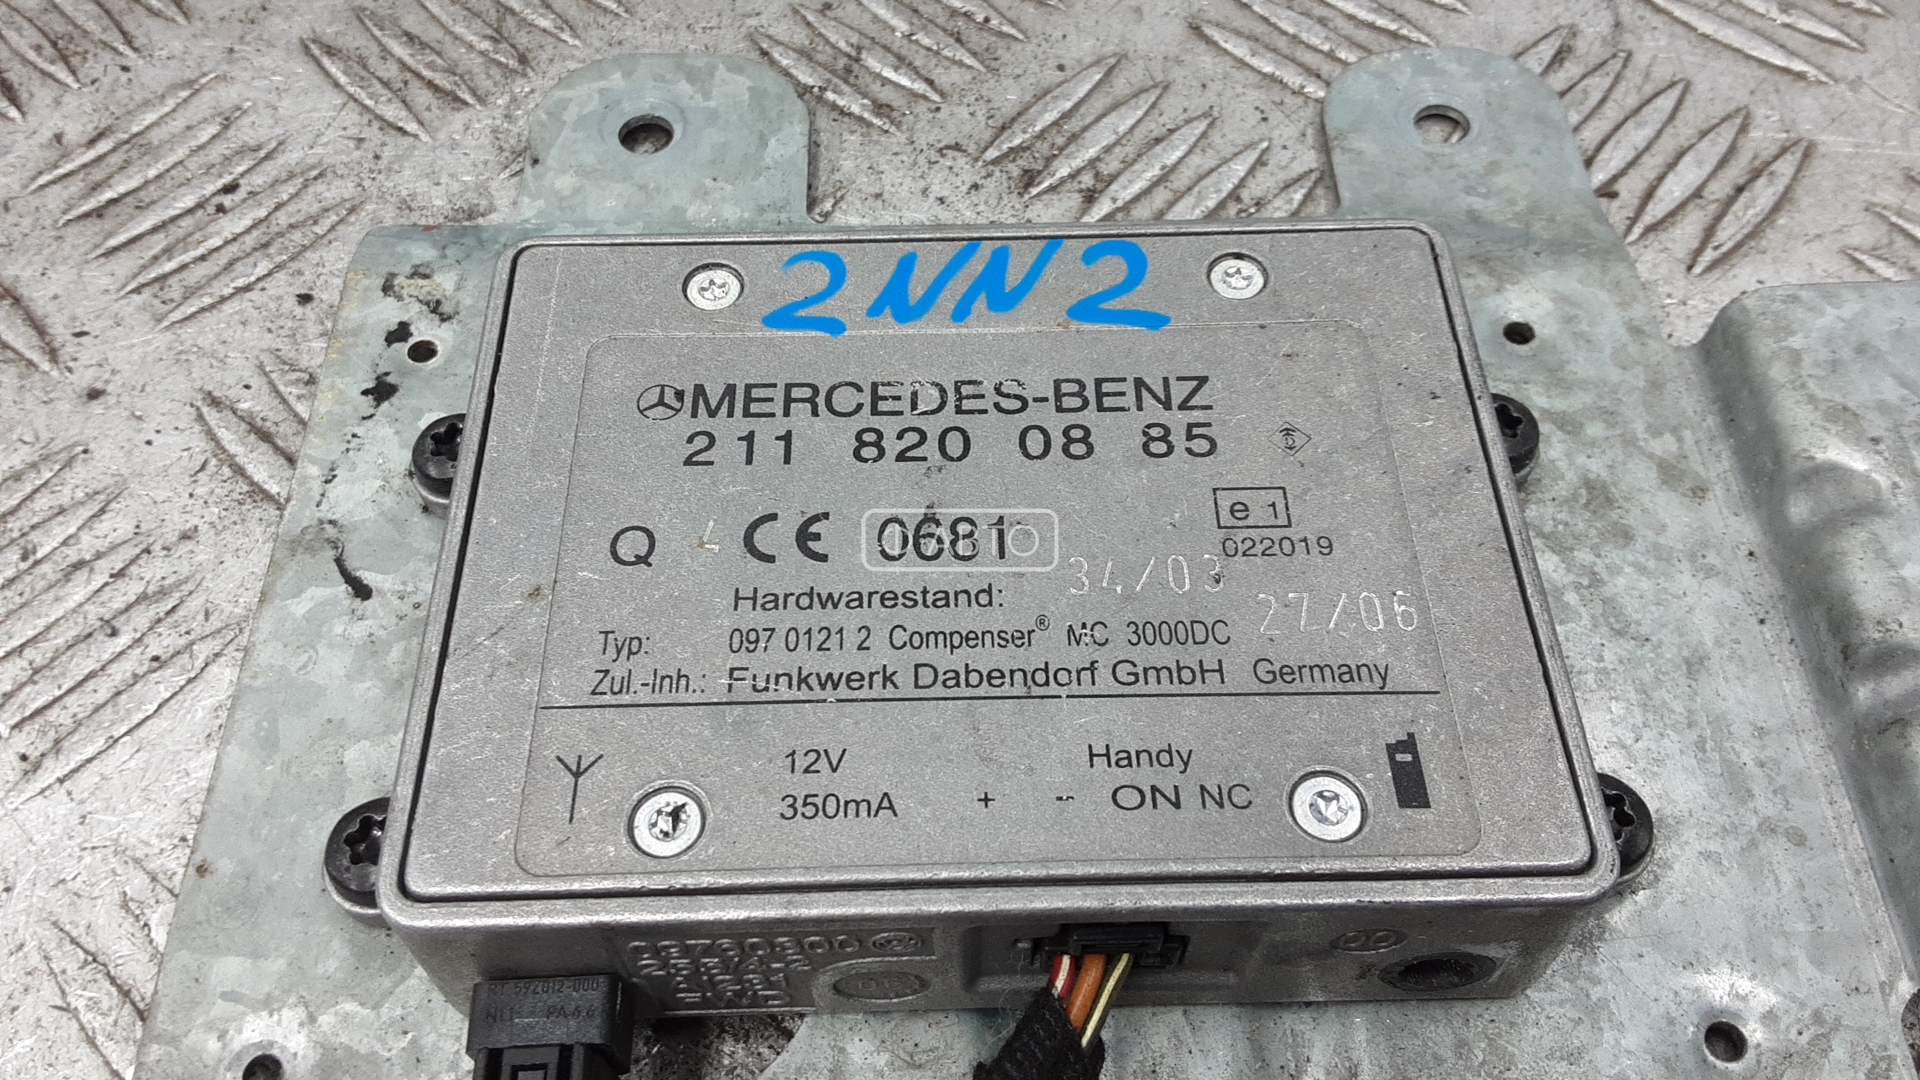 2NN2
MERCEDES-BENZ
211 820 08 85
Q CE 0681
e 1
022019
Hardwarestand: 34/03
27/06
Typ: 097 0121 2 Compenser® MC 3000DC
Zul.-Inh.: Funkwerk Dabendorf GmbH Germany
12V Handy
350mA + - ON NC